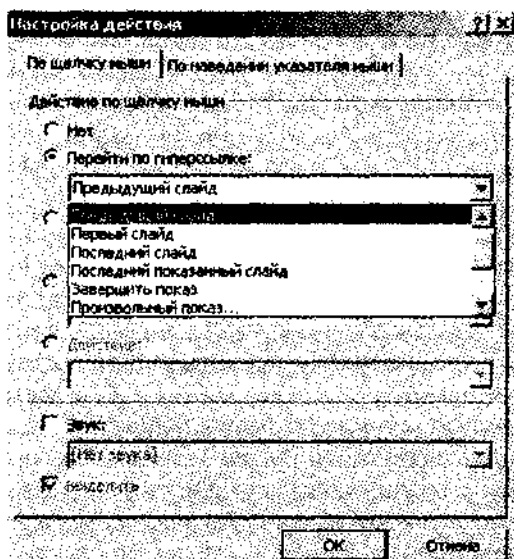 Настройка действия
По щелчку мыши По наведении указателя мыши
Действие по щелчку мыши
Нет
Перейти по гиперссылке:
Предыдущий слайд
Первый слайд
Последний слайд
Последний показанный слайд
Завершить показ
Произвольный показ...
Действие:
Звук:
[Нет звука]
Выделить
ОК Отмена